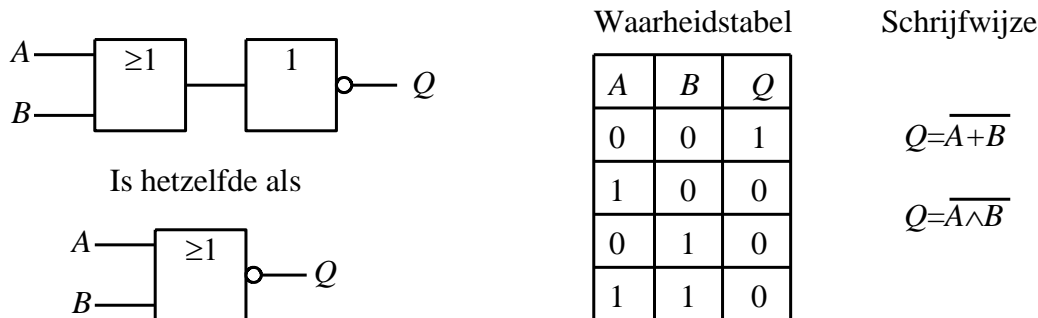 Waarheidstabel
Schrijfwijze
A
B
≥1
1
Q
Is hetzelfde als
A
B
≥1
Q
A B Q
0 0 1
1 0 0
0 1 0
1 1 0
Q=A̅+̅B̅
Q=A̅∧̅B̅